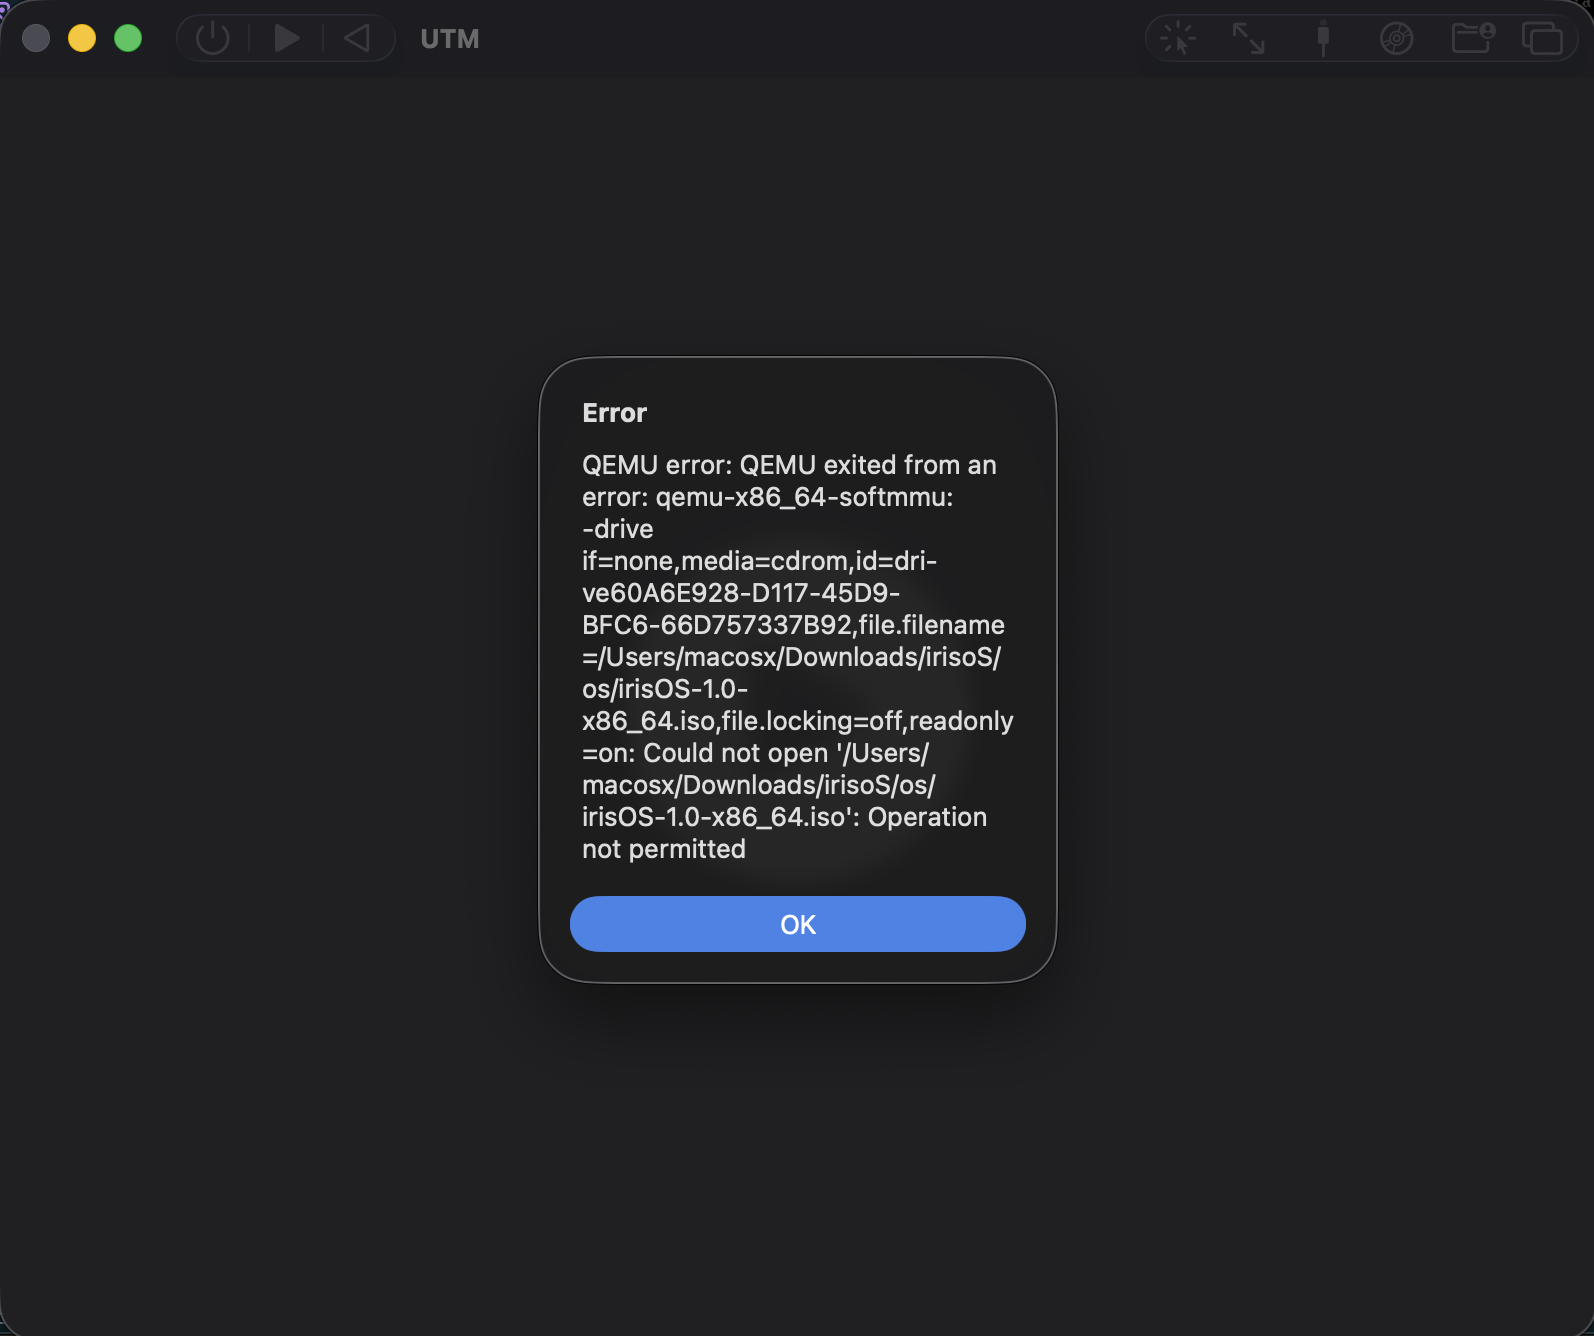 UTM
Error
QEMU error: QEMU exited from an
error: qemu-x86_64-softmmu:
-drive
if=none,media=cdrom,id=dri-
ve60A6E928-D117-45D9-
BFC6-66D757337B92,file.filename
=/Users/macosx/Downloads/irisoS/
os/irisOS-1.0-
x86_64.iso,file.locking=off,readonly
=on: Could not open '/Users/
macosx/Downloads/irisoS/os/
irisOS-1.0-x86_64.iso': Operation
not permitted
OK